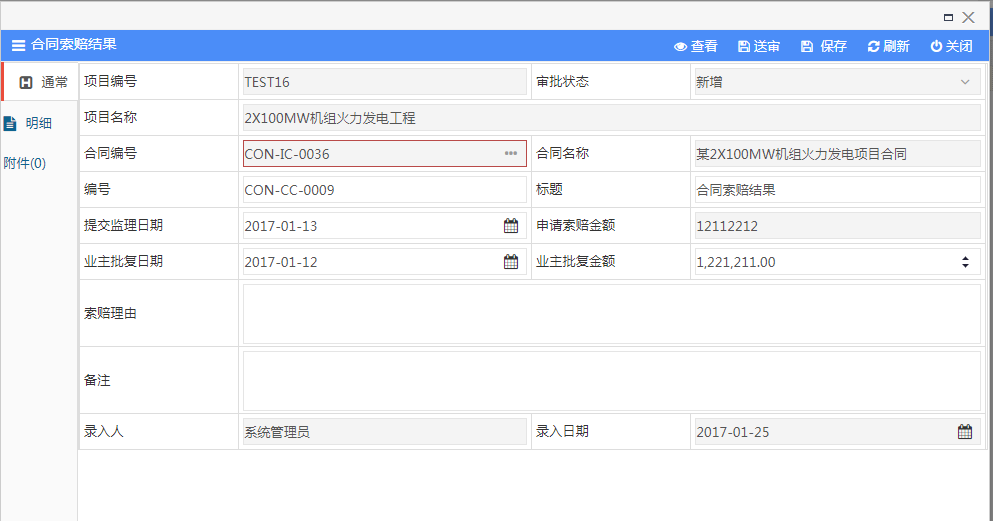 合同索赔结果 查看 送审 保存 刷新 关闭
通常 项目编号 TEST16 审批状态 新增
项目名称 2X100MW机组火力发电工程
明细
合同编号 CON-IC-0036 合同名称 某2X100MW机组火力发电项目合同
附件(0)
编号 CON-CC-0009 标题 合同索赔结果
提交监理日期 2017-01-13 申请索赔金额 12112212
业主批复日期 2017-01-12 业主批复金额 1,221,211.00
索赔理由
备注
录入人 系统管理员 录入日期 2017-01-25